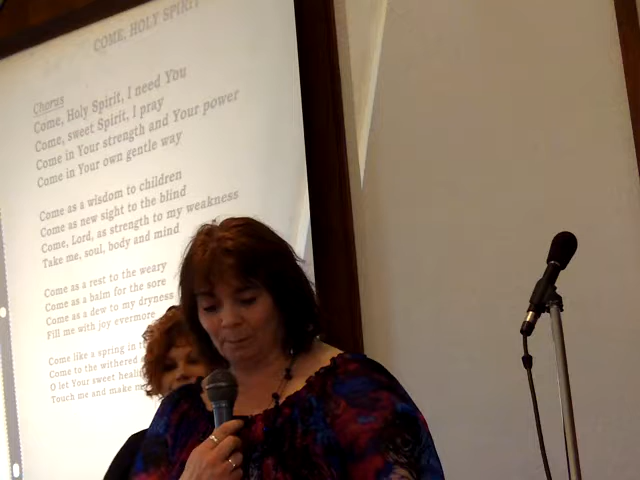 COME, HOLY SPIRIT
Chorus
Come, Holy Spirit, I need You
Come, sweet Spirit, I pray
Come in Your strength and Your power
Come in Your own gentle way
Come as a wisdom to children
Come as new sight to the blind
Come, Lord, as strength to my weakness
Take me, soul, body and mind
Come as a rest to the weary
Come as a balm for the sore
Come as a dew to my dryness
Fill me with joy evermore
Come like a spring in
Come to the withered
O let Your sweet
Touch me and make